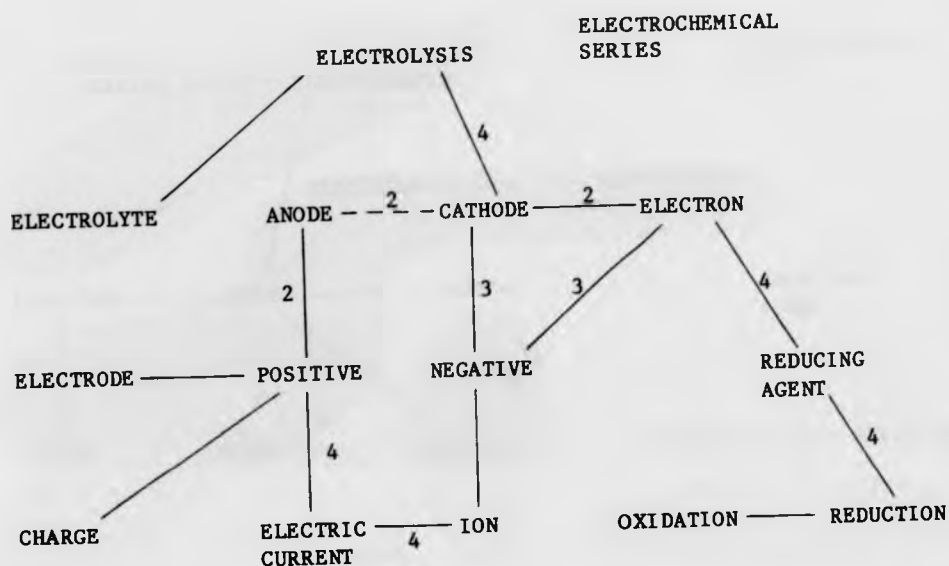 ELECTROCHEMICAL
SERIES
ELECTROLYSIS
4
ELECTROLYTE
ANODE
2
CATHODE
2
ELECTRON
2
3
3
4
ELECTRODE
POSITIVE
NEGATIVE
REDUCING
AGENT
4
4
CHARGE
ELECTRIC
CURRENT
4
ION
OXIDATION
REDUCTION